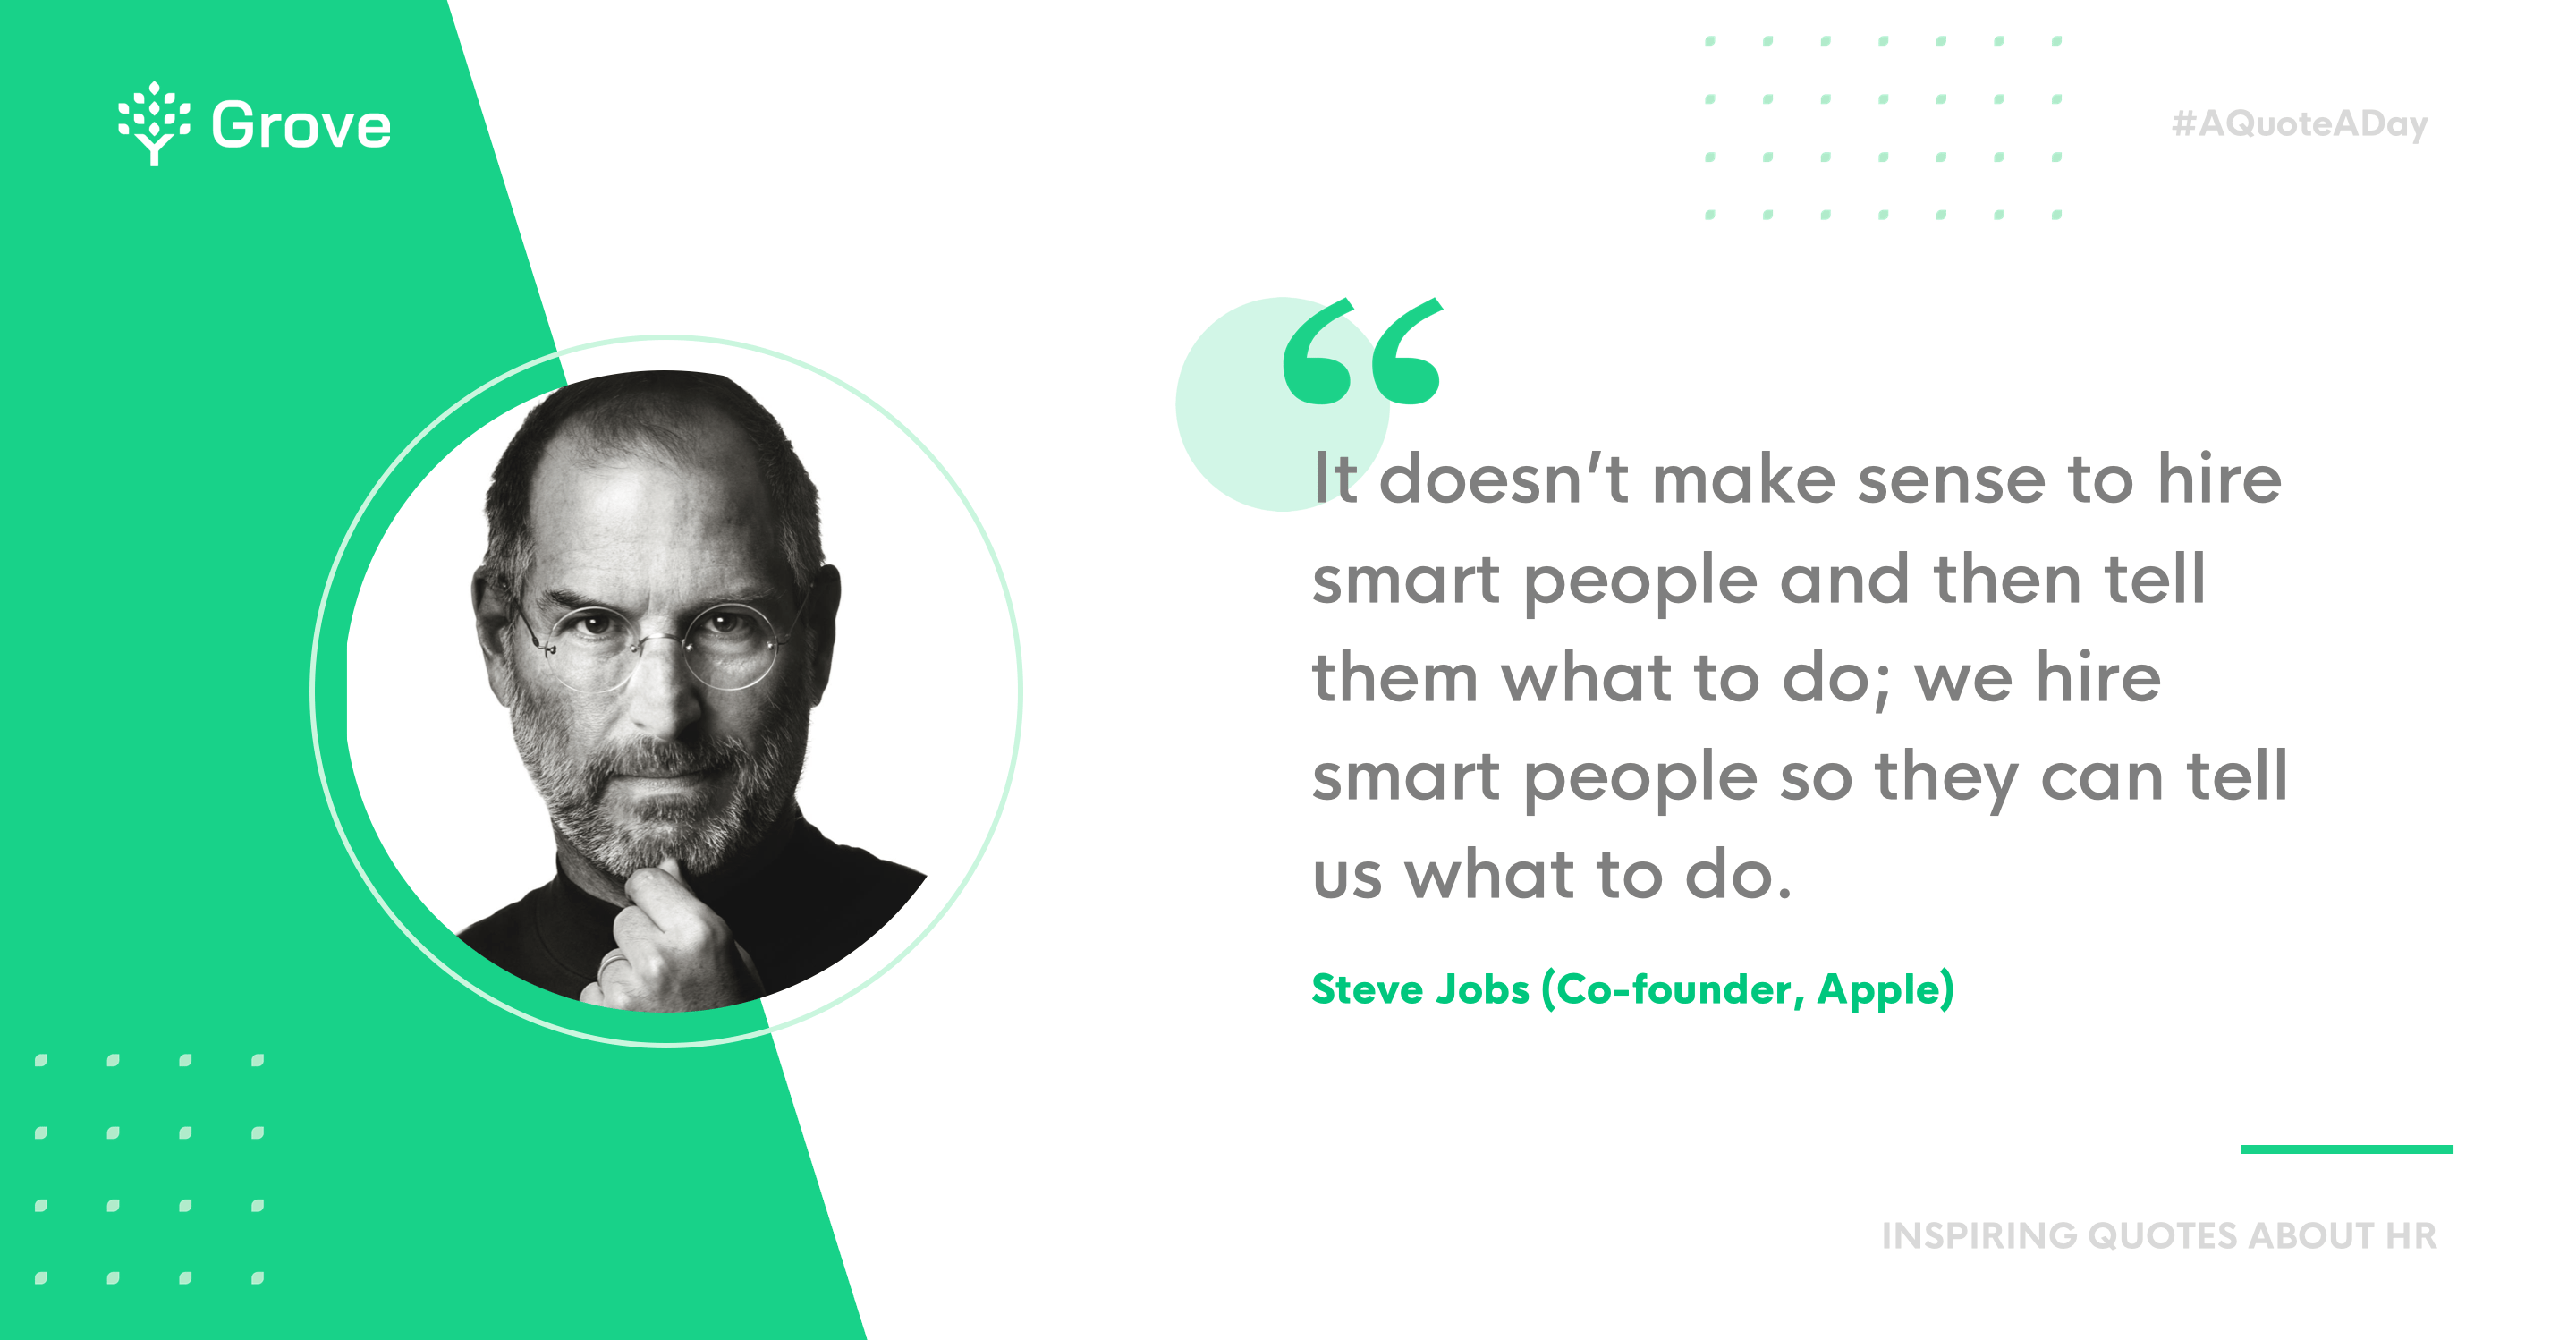 Grove
#AQuoteADay
“
It doesn’t make sense to hire
smart people and then tell
them what to do; we hire
smart people so they can tell
us what to do.
Steve Jobs (Co-founder, Apple)
INSPIRING QUOTES ABOUT HR